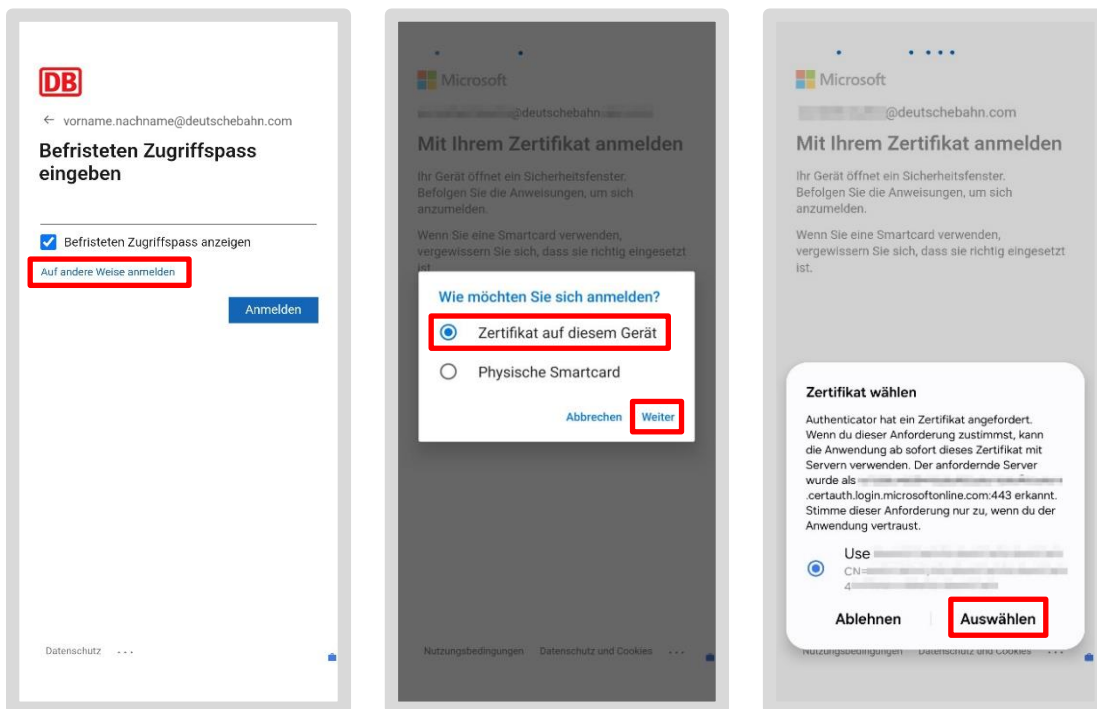 DB
vorname.nachname@deutschebahn.com
Befristeten Zugriffspass
eingeben
Befristeten Zugriffspass anzeigen
Auf andere Weise anmelden
Anmelden
Datenschutz ...
Microsoft
@deutschebahn
Mit Ihrem Zertifikat anmelden
Ihr Gerät öffnet ein Sicherheitsfenster.
Befolgen Sie die Anweisungen, um sich
anzumelden.
Wenn Sie eine Smartcard verwenden,
vergewissern Sie sich, dass sie richtig eingesetzt
ist.
Wie möchten Sie sich anmelden?
Zertifikat auf diesem Gerät
Physische Smartcard
Abbrechen Weiter
Nutzungsbedingungen Datenschutz und Cookies ...
Microsoft
@deutschebahn.com
Mit Ihrem Zertifikat anmelden
Ihr Gerät öffnet ein Sicherheitsfenster.
Befolgen Sie die Anweisungen, um sich
anzumelden.
Wenn Sie eine Smartcard verwenden,
vergewissern Sie sich, dass sie richtig eingesetzt
ist.
Zertifikat wählen
Authenticator hat ein Zertifikat angefordert.
Wenn du dieser Anforderung zustimmst, kann
die Anwendung ab sofort dieses Zertifikat mit
Servern verwenden. Der anfordernde Server
wurde als
.certauth.login.microsoftonline.com:443 erkannt.
Stimme dieser Anforderung nur zu, wenn du der
Anwendung vertraust.
Use
CN=
4
Ablehnen Auswählen
Nutzungsbedingungen Datenschutz und Cookies ...